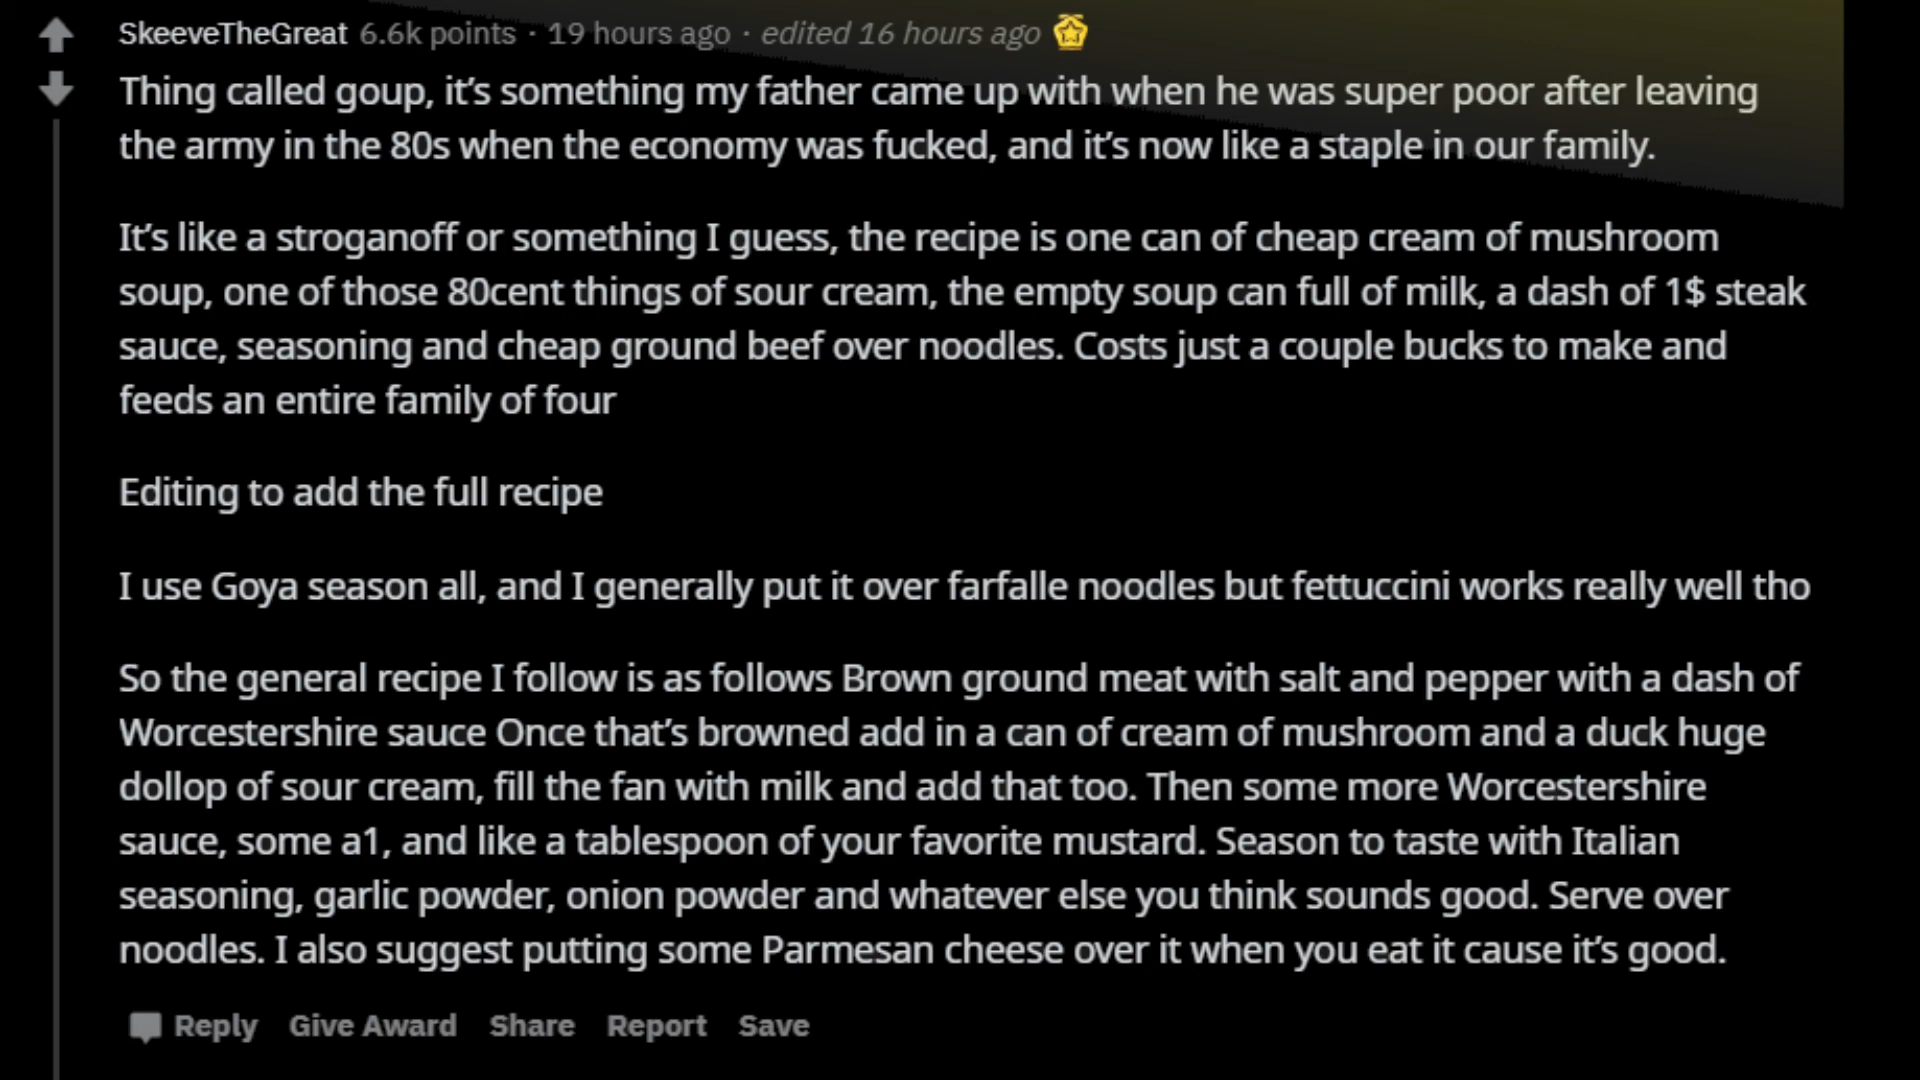 SkeeveTheGreat 6.6k points · 19 hours ago · edited 16 hours ago
Thing called goup, it’s something my father came up with when he was super poor after leaving
the army in the 80s when the economy was fucked, and it’s now like a staple in our family.
It’s like a stroganoff or something I guess, the recipe is one can of cheap cream of mushroom
soup, one of those 80cent things of sour cream, the empty soup can full of milk, a dash of 1$ steak
sauce, seasoning and cheap ground beef over noodles. Costs just a couple bucks to make and
feeds an entire family of four
Editing to add the full recipe
I use Goya season all, and I generally put it over farfalle noodles but fettuccini works really well tho
So the general recipe I follow is as follows Brown ground meat with salt and pepper with a dash of
Worcestershire sauce Once that’s browned add in a can of cream of mushroom and a duck huge
dollop of sour cream, fill the fan with milk and add that too. Then some more Worcestershire
sauce, some a1, and like a tablespoon of your favorite mustard. Season to taste with Italian
seasoning, garlic powder, onion powder and whatever else you think sounds good. Serve over
noodles. I also suggest putting some Parmesan cheese over it when you eat it cause it’s good.
Reply Give Award Share Report Save